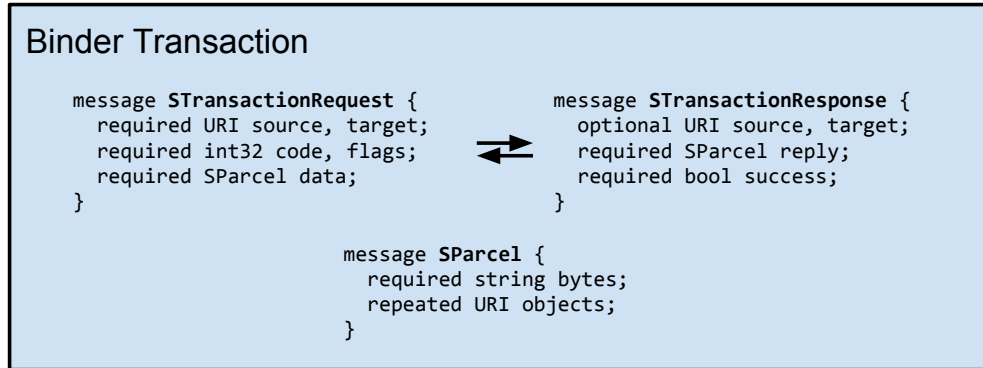 Binder Transaction
message STransactionRequest {
  required URI source, target;
  required int32 code, flags;
  required SParcel data;
}
message STransactionResponse {
  optional URI source, target;
  required SParcel reply;
  required bool success;
}
message SParcel {
  required string bytes;
  repeated URI objects;
}